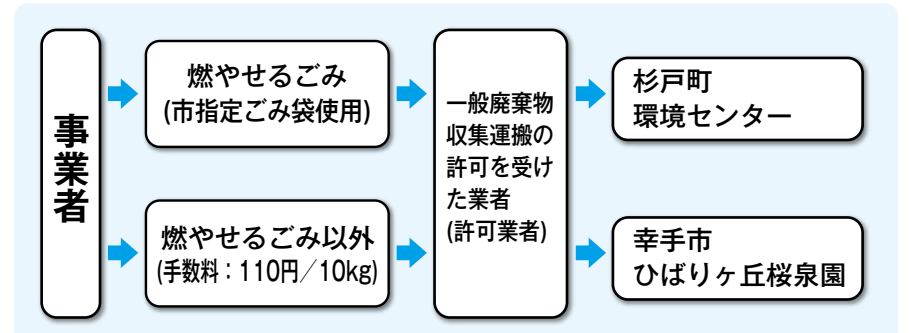 事業者
燃やせるごみ
(市指定ごみ袋使用)
燃やせるごみ以外
(手数料：110円／10kg)
一般廃棄物
収集運搬の
許可を受け
た業者
(許可業者)
杉戸町
環境センター
幸手市
ひばりヶ丘桜泉園